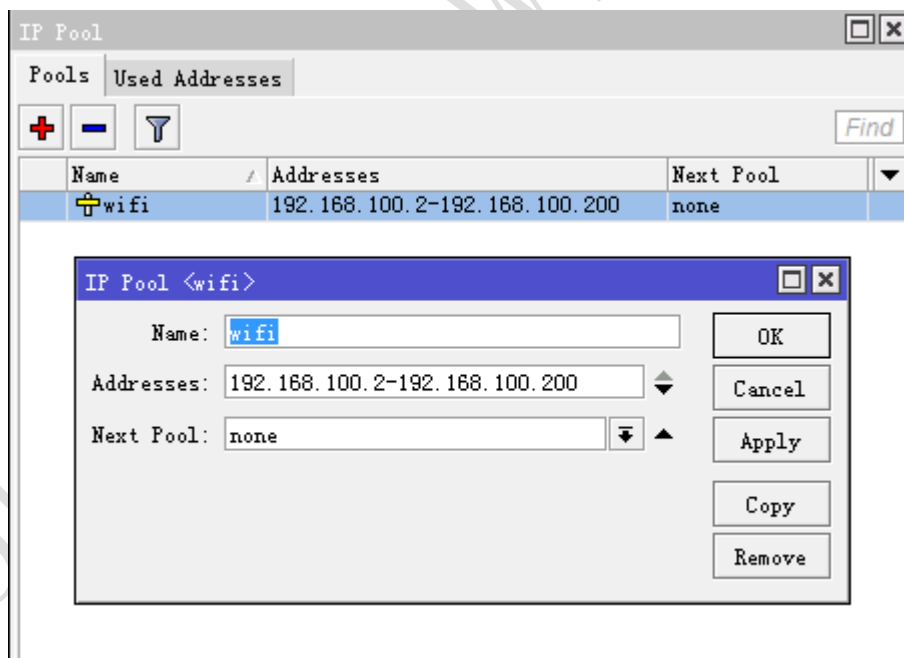 IP Pool
Pools Used Addresses
Find
Name Addresses Next Pool
wifi 192.168.100.2-192.168.100.200 none
IP Pool <wifi>
Name: wifi
OK
Addresses: 192.168.100.2-192.168.100.200
Cancel
Next Pool: none
Apply
Copy
Remove